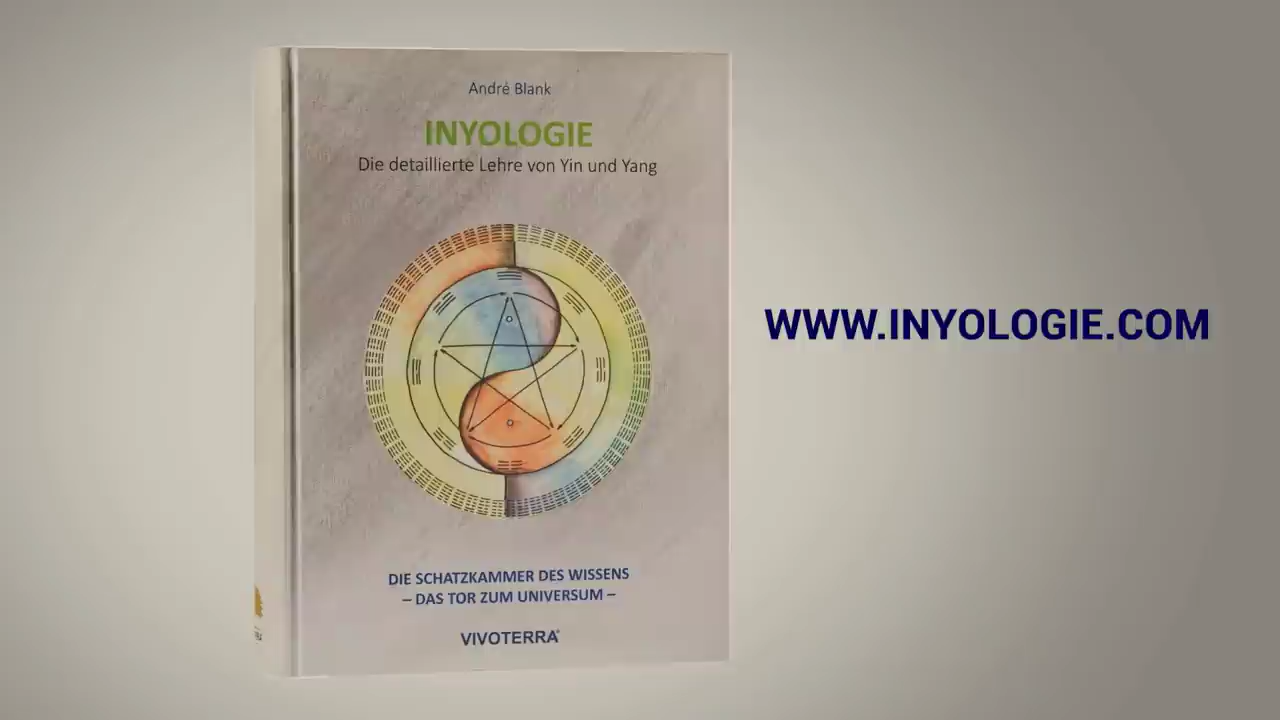 André Blank
INYOLOGIE
Die detaillierte Lehre von Yin und Yang
DIE SCHATZKAMMER DES WISSENS
– DAS TOR ZUM UNIVERSUM –
VIVOTERRA®
WWW.INYOLOGIE.COM